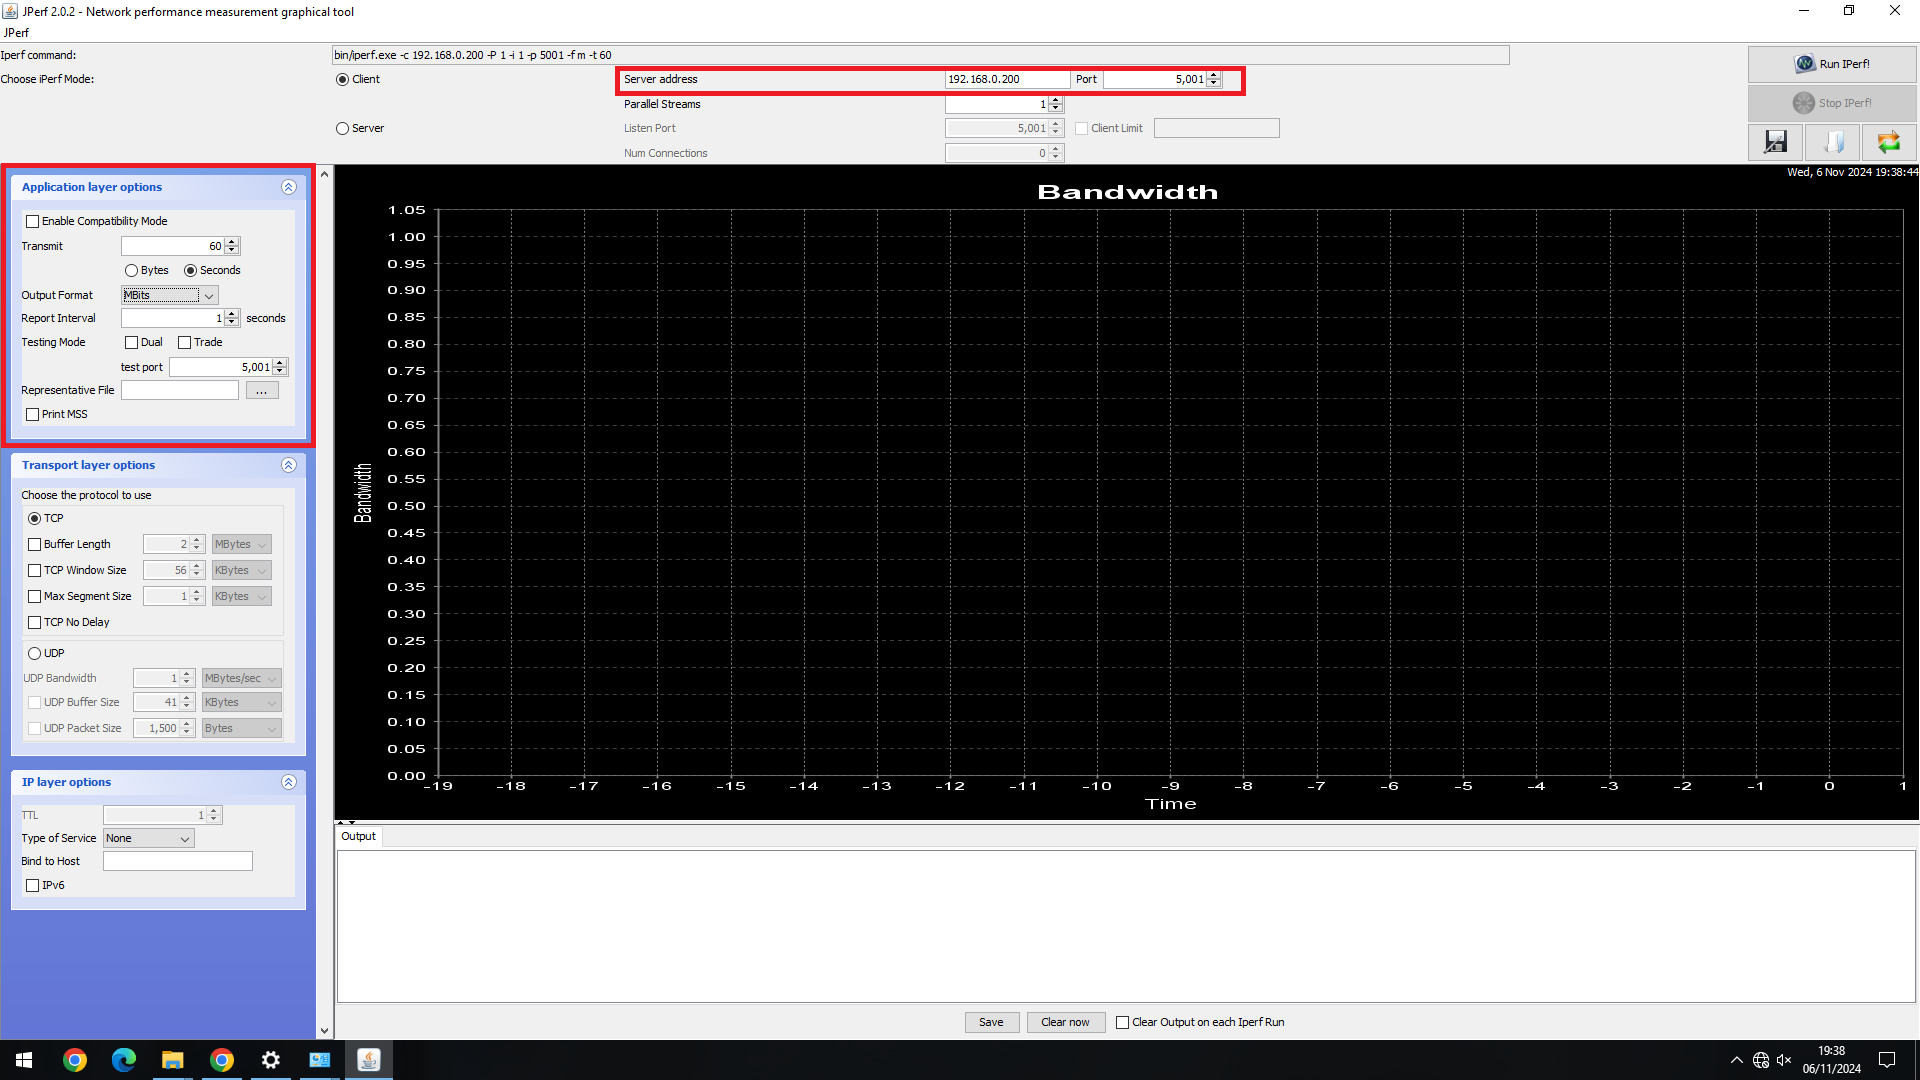 JPerf 2.0.2 - Network performance measurement graphical tool
JPerf
Iperf command:
bin/iperf.exe -c 192.168.0.200 -P 1 -i 1 -p 5001 -f m -t 60
Choose iPerf Mode:
Client
Server address
192.168.0.200
Port
5,001
Run IPerf!
Parallel Streams
1
Stop IPerf!
Server
Listen Port
5,001
Client Limit
Num Connections
0
Application layer options
Enable Compatibility Mode
Transmit
60
Bytes
Seconds
Output Format
MBits
Report Interval
1
seconds
Testing Mode
Dual
Trade
test port
5,001
Representative File
...
Print MSS
Transport layer options
Choose the protocol to use
TCP
Buffer Length
2
MBytes
TCP Window Size
56
KBytes
Max Segment Size
1
KBytes
TCP No Delay
UDP
UDP Bandwidth
1
MBytes/sec
UDP Buffer Size
41
KBytes
UDP Packet Size
1,500
Bytes
IP layer options
TTL
1
Type of Service
None
Bind to Host
IPv6
Wed, 6 Nov 2024 19:38:44
Bandwidth
1.05
1.00
0.95
0.90
0.85
0.80
0.75
0.70
0.65
0.60
0.55
0.50
0.45
0.40
0.35
0.30
0.25
0.20
0.15
0.10
0.05
0.00
Bandwidth
-19 -18 -17 -16 -15 -14 -13 -12 -11 -10 -9 -8 -7 -6 -5 -4 -3 -2 -1 0 1
Time
Output
Save
Clear now
Clear Output on each Iperf Run
19:38
06/11/2024